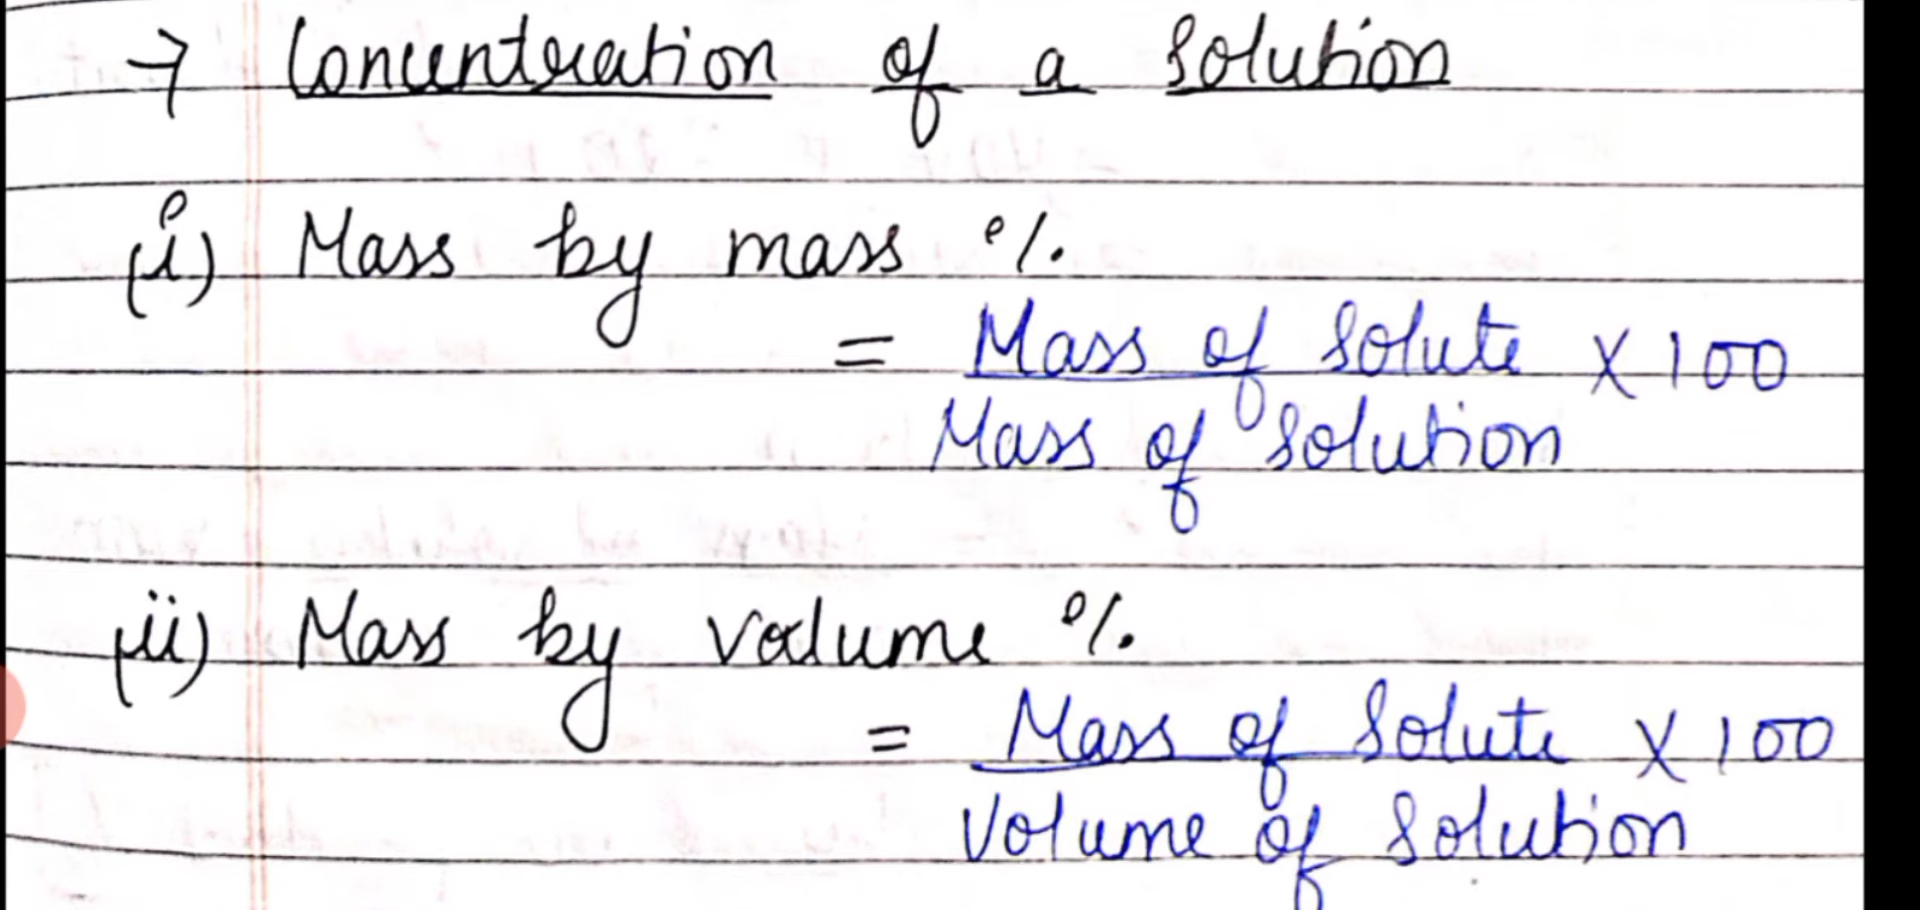 → Concentration of a Solution
(i) Mass by mass %.
= Mass of Solute X 100
Mass of Solution
(ii) Mass by volume %.
= Mass of Solute X 100
Volume of Solution